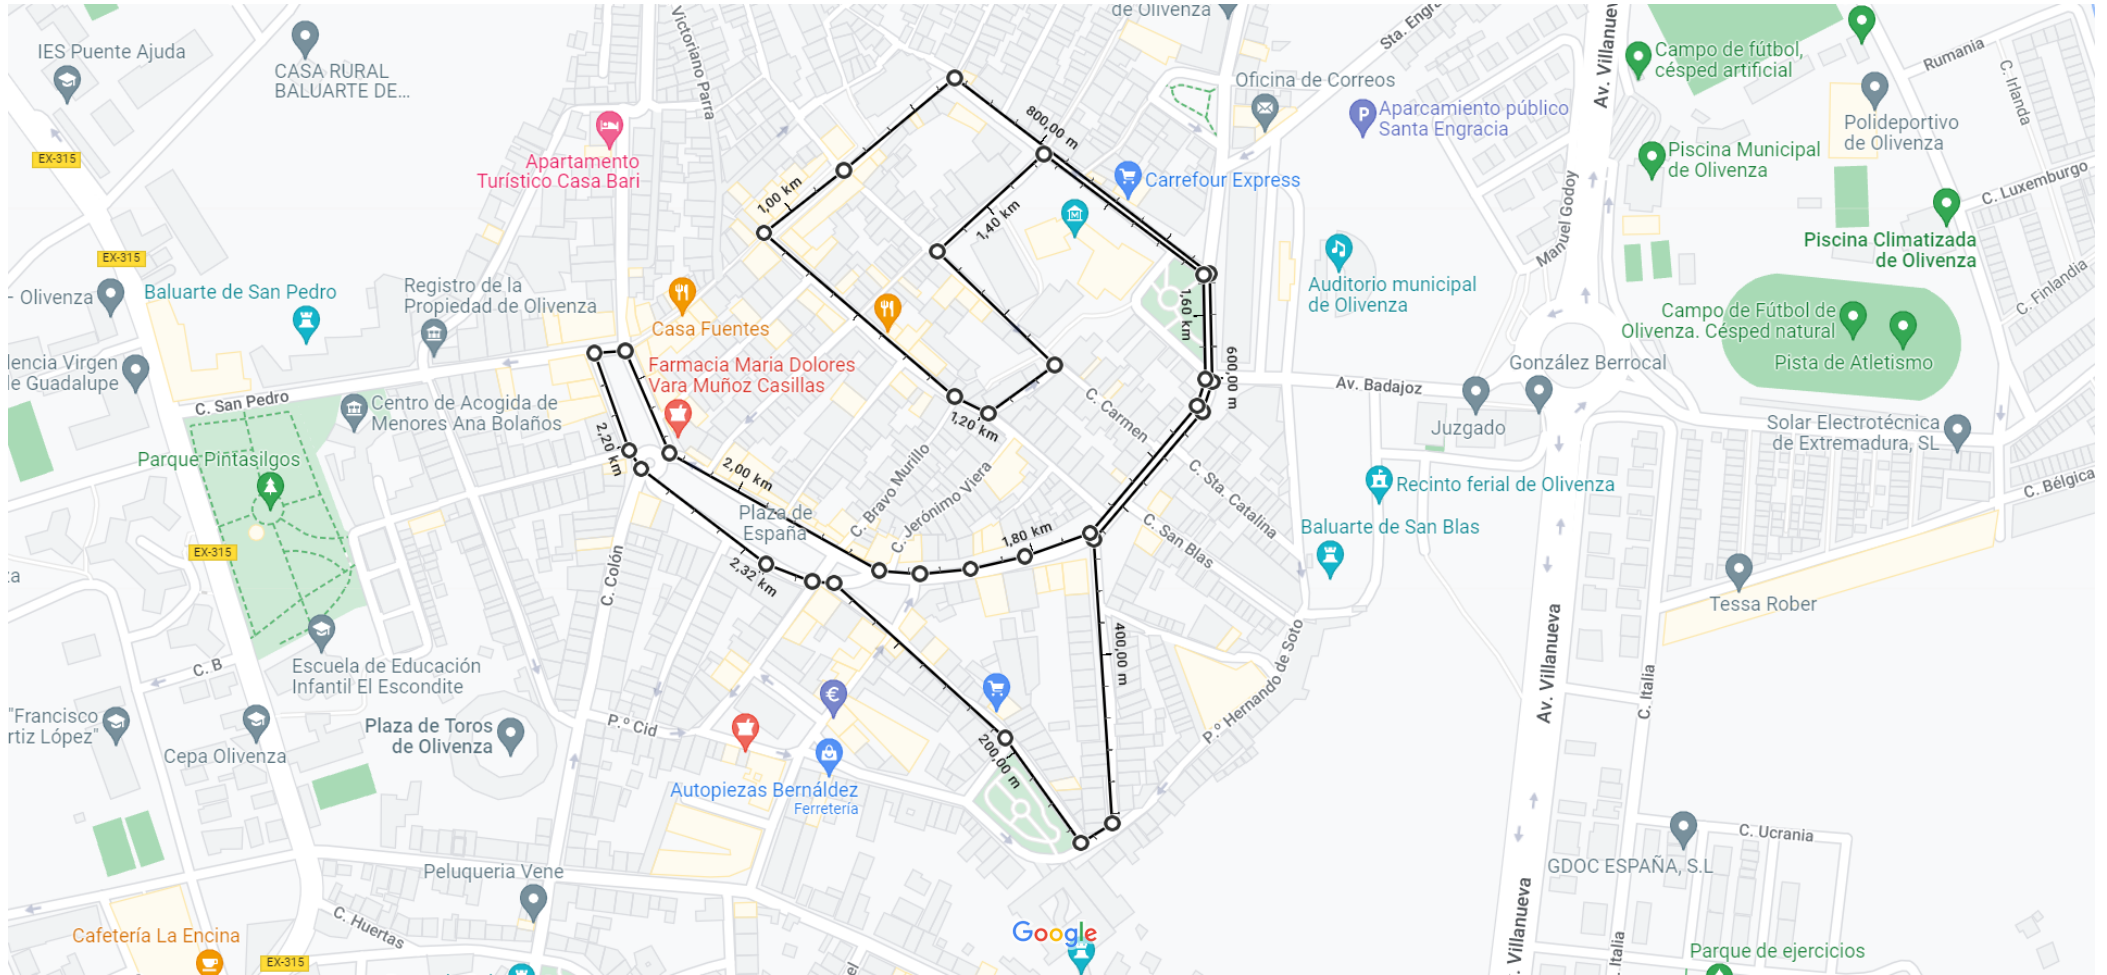 de Olivenza
Victoriano Parra
Sta. Engra
Av. Villanuev
IES Puente Ajuda
CASA RURAL
BALUARTE DE...
Campo de fútbol,
césped artificial
Rumania
C. Irlanda
Oficina de Correos
Aparcamiento público
Santa Engracia
P
Polideportivo
de Olivenza
EX-315
Apartamento
Turístico Casa Bari
800,00 m
Carrefour Express
Piscina Municipal
de Olivenza
C. Luxemburgo
1,00 km
1,40 km
Manuel Godoy
Piscina Climatizada
de Olivenza
EX-315
- Olivenza
Baluarte de San Pedro
Registro de la
Propiedad de Olivenza
Casa Fuentes
1,60 km
Auditorio municipal
de Olivenza
C. Finlandia
Campo de Fútbol de
Olivenza. Césped natural
Pista de Atletismo
lencia Virgen
le Guadalupe
Farmacia Maria Dolores
Vara Muñoz Casillas
600,00 m
González Berrocal
Av. Badajoz
C. San Pedro
Centro de Acogida de
Menores Ana Bolaños
1,20 km
C. Carmen
Juzgado
Solar Electrotécnica
de Extremadura, SL
2,20 km
Parque Piñtasilgos
2,00 km
C. Bravo Murillo
C. Jerónimo Viera
C. Sta. Catalina
Recinto ferial de Olivenza
C. Bélgica
Plaza de
España
C. San Blas
Baluarte de San Blas
1,80 km
EX-315
za
C. Colón
2,32 km
Tessa Rober
400,00 m
Av. Villanueva
C. B
Escuela de Educación
Infantil El Escondite
P.º Hernando de Soto
C. Italia
"Francisco
rtiz López"
Cepa Olivenza
Plaza de Toros
de Olivenza
P.º Cid
€
200,00 m
Autopiezas Bernáldez
Ferretería
C. Ucrania
GDOC ESPAÑA, S.L
Peluqueria Vene
C. Huertas
Google
Cafetería La Encina
EX-315
. Villanueva
Italia
Parque de ejercicios